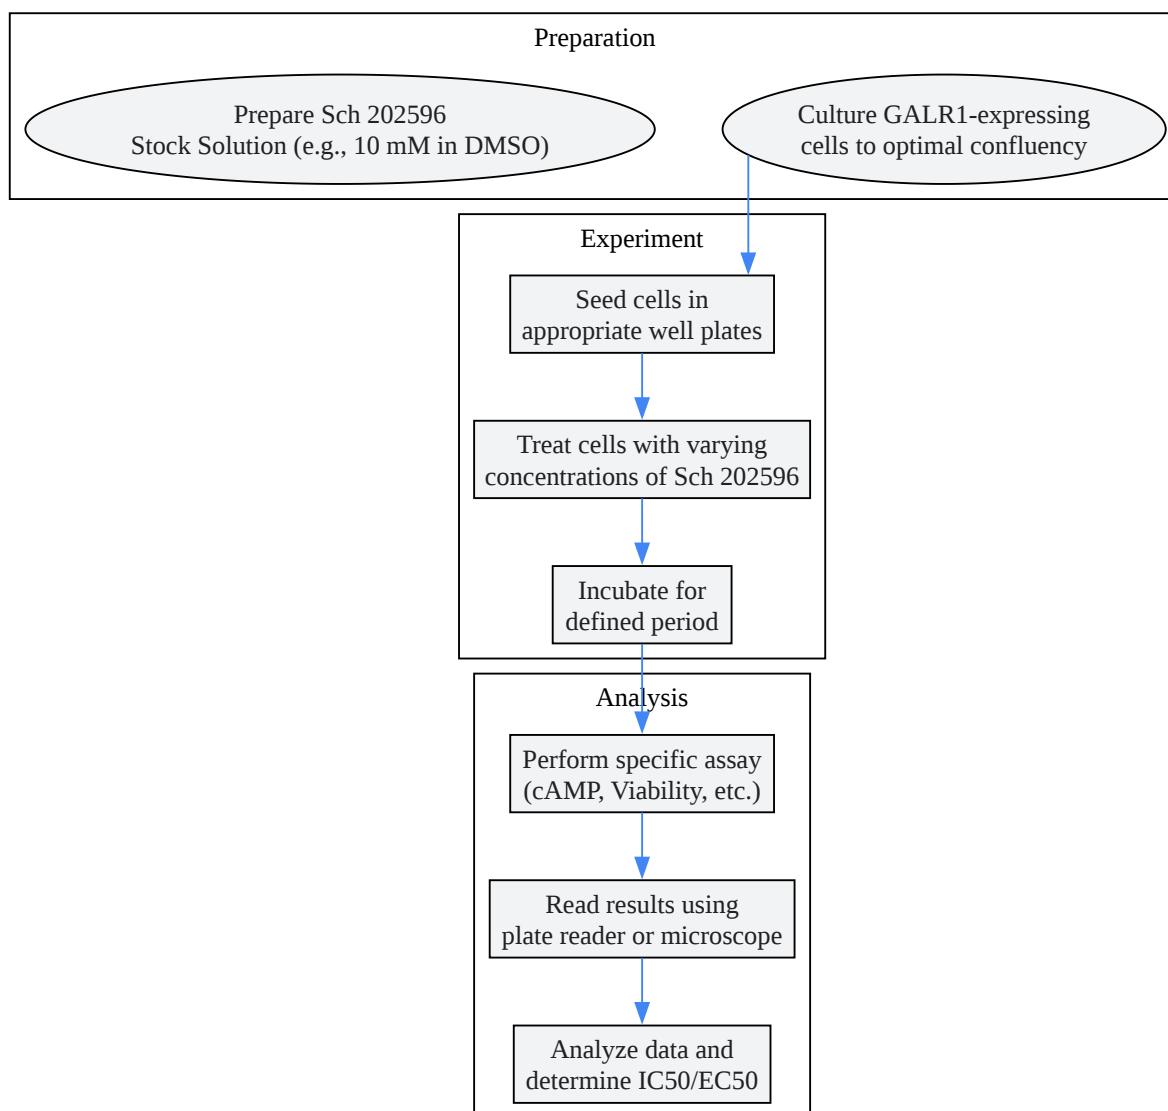 Preparation
Prepare Sch 202596
Stock Solution (e.g., 10 mM in DMSO)
Culture GALR1-expressing
cells to optimal confluency
Experiment
Seed cells in
appropriate well plates
Treat cells with varying
concentrations of Sch 202596
Incubate for
defined period
Analysis
Perform specific assay
(cAMP, Viability, etc.)
Read results using
plate reader or microscope
Analyze data and
determine IC50/EC50